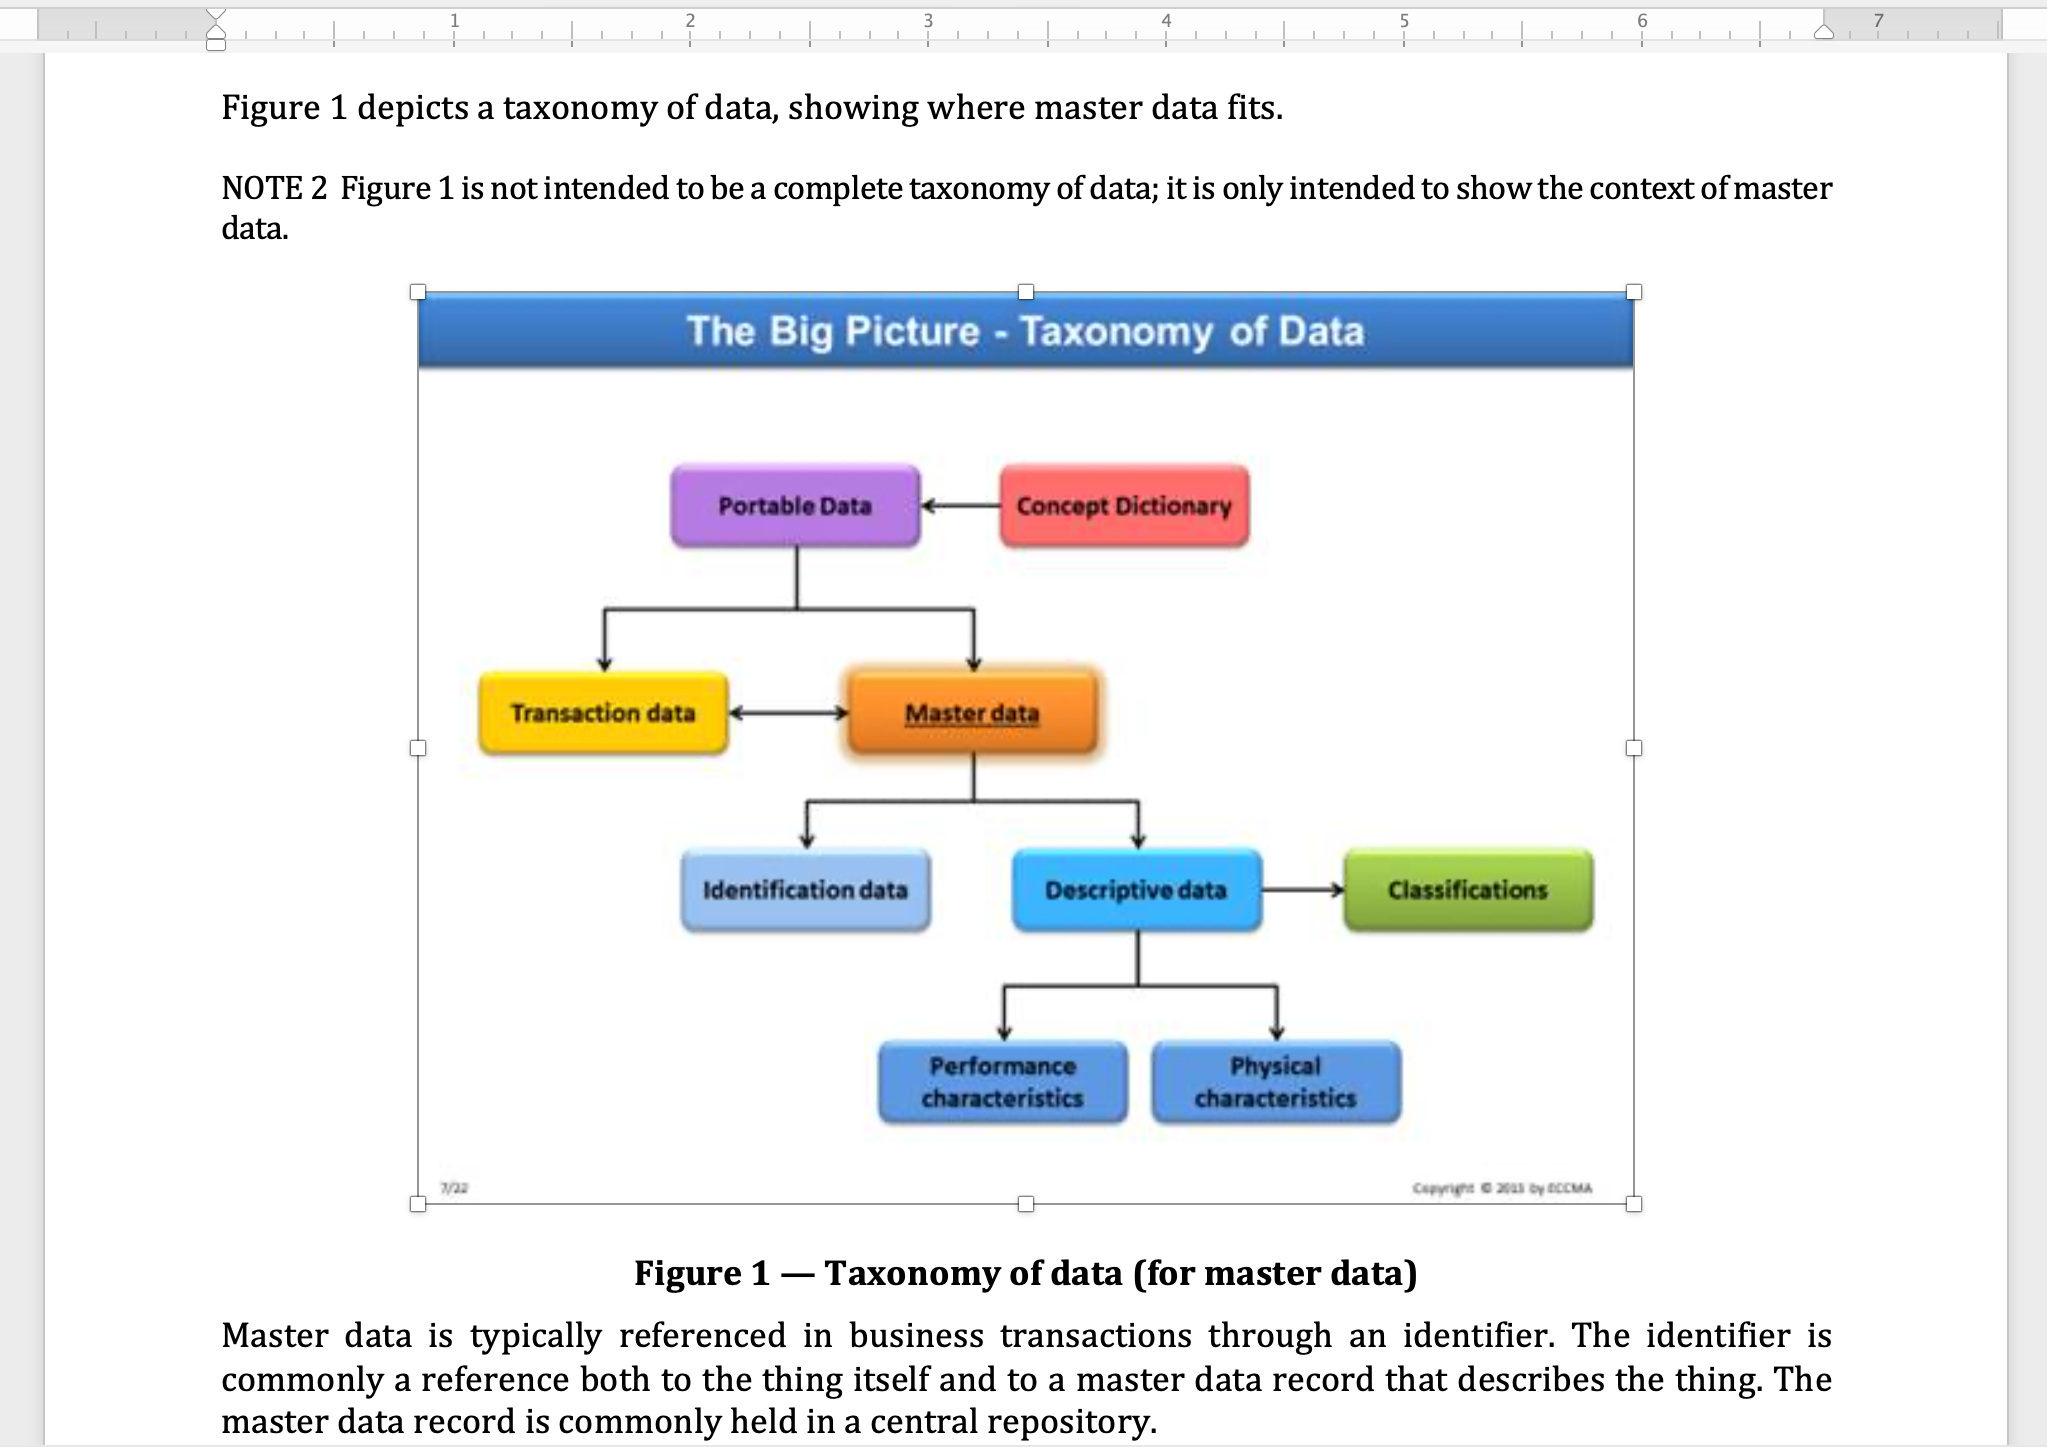 1 2 3 4 5 6 7
Figure 1 depicts a taxonomy of data, showing where master data fits.
NOTE 2 Figure 1 is not intended to be a complete taxonomy of data; it is only intended to show the context of master
data.
The Big Picture - Taxonomy of Data
Portable Data
Concept Dictionary
Transaction data
Master data
Identification data
Descriptive data
Classifications
Performance
characteristics
Physical
characteristics
7/22
Copyright © by ECCMA
Figure 1 — Taxonomy of data (for master data)
Master data is typically referenced in business transactions through an identifier. The identifier is
commonly a reference both to the thing itself and to a master data record that describes the thing. The
master data record is commonly held in a central repository.